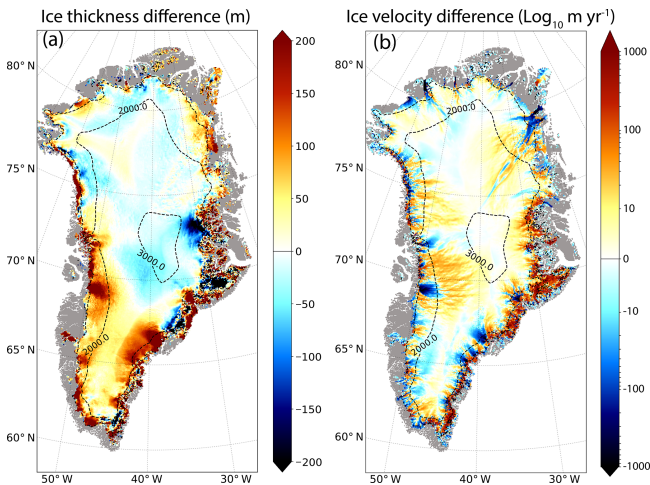 Ice thickness difference (m)
Ice velocity difference (Log10 m yr-1)
(a)
80° N
75° N
70° N
65° N
60° N
50° W
40° W
30° W
2000.0
3000.0
2000.0
200
150
100
50
0
−50
−100
−150
−200
(b)
80° N
75° N
70° N
65° N
60° N
50° W
40° W
30° W
2000.0
3000.0
2000.0
1000
100
10
0
-10
-100
-1000